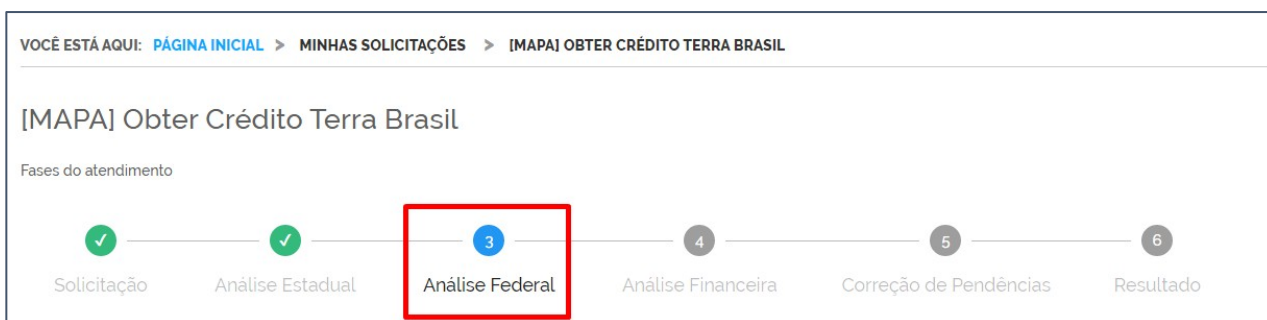 VOCÊ ESTÁ AQUI: PÁGINA INICIAL > MINHAS SOLICITAÇÕES > [MAPA] OBTER CRÉDITO TERRA BRASIL
[MAPA] Obter Crédito Terra Brasil
Fases do atendimento
3 4 5 6
Solicitação Análise Estadual Análise Federal Análise Financeira Correção de Pendências Resultado